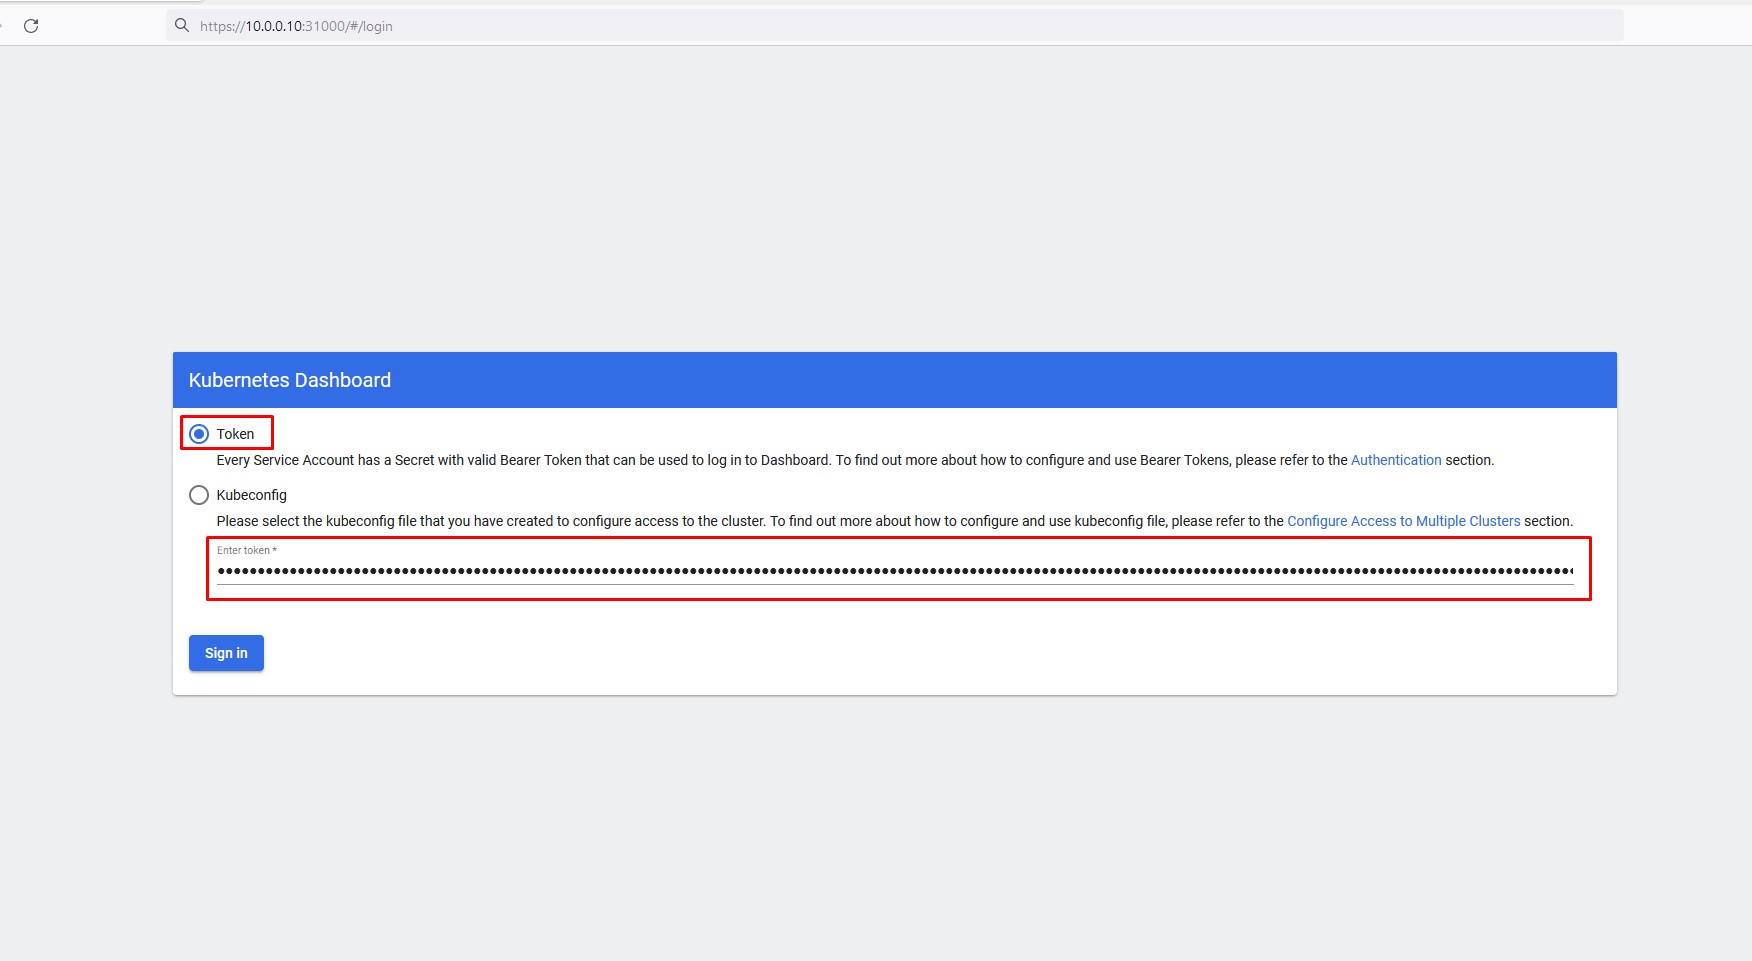 https://10.0.0.10:31000/#/login
Kubernetes Dashboard
Token
Every Service Account has a Secret with valid Bearer Token that can be used to log in to Dashboard. To find out more about how to configure and use Bearer Tokens, please refer to the Authentication section.
Kubeconfig
Please select the kubeconfig file that you have created to configure access to the cluster. To find out more about how to configure and use kubeconfig file, please refer to the Configure Access to Multiple Clusters section.
Enter token *
Sign in